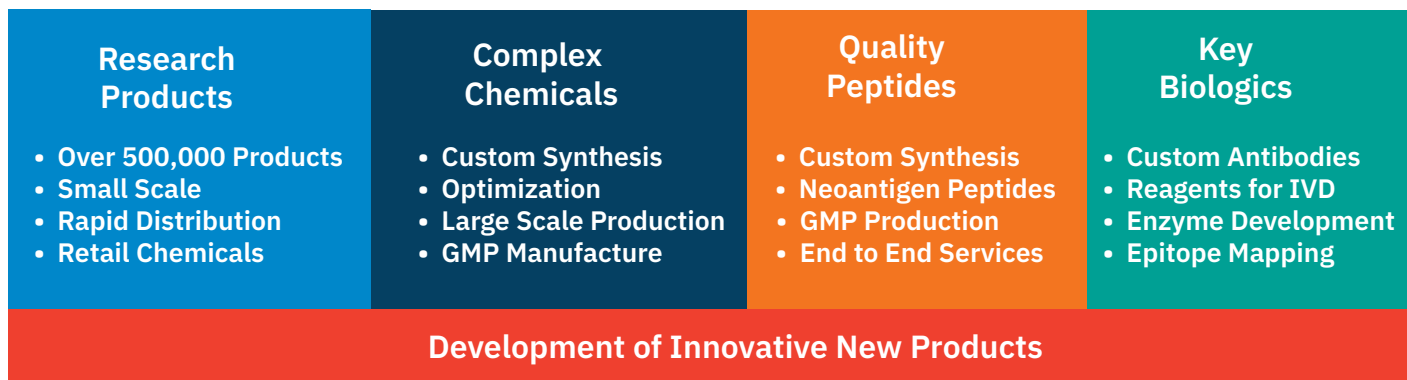 Research
Products
• Over 500,000 Products
• Small Scale
• Rapid Distribution
• Retail Chemicals
Complex
Chemicals
• Custom Synthesis
• Optimization
• Large Scale Production
• GMP Manufacture
Quality
Peptides
• Custom Synthesis
• Neoantigen Peptides
• GMP Production
• End to End Services
Key
Biologics
• Custom Antibodies
• Reagents for IVD
• Enzyme Development
• Epitope Mapping
Development of Innovative New Products